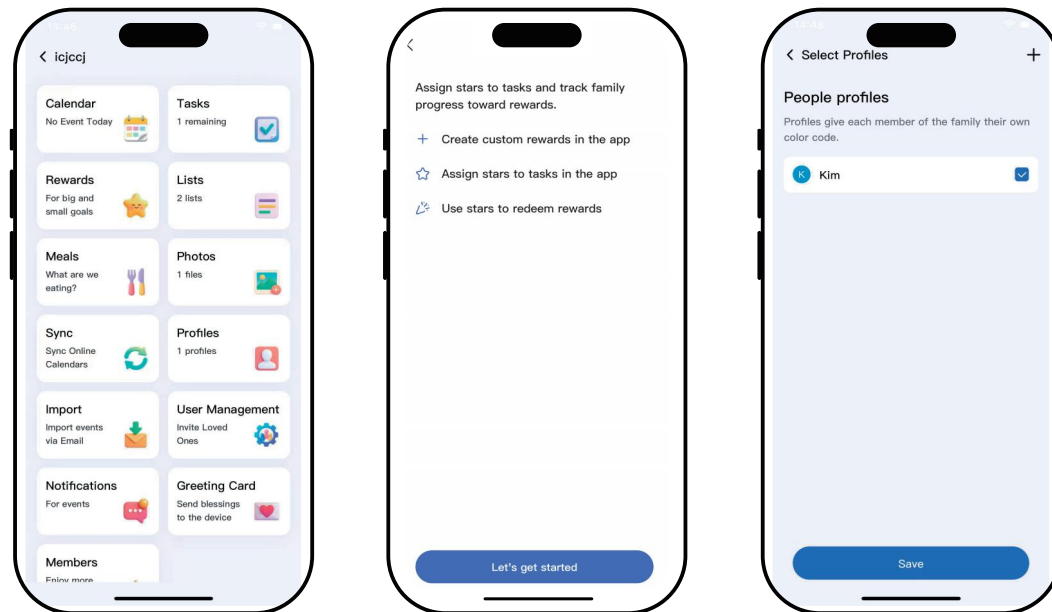 icjccj
Calendar
No Event Today
Tasks
1 remaining
Rewards
For big and
small goals
Lists
2 lists
Meals
What are we
eating?
Photos
1 files
Sync
Sync Online
Calendars
Profiles
1 profiles
Import
Import events
via Email
User Management
Invite Loved
Ones
Notifications
For events
Greeting Card
Send blessings
to the device
Members
Enjoy more
Assign stars to tasks and track family
progress toward rewards.
Create custom rewards in the app
Assign stars to tasks in the app
Use stars to redeem rewards
Let's get started
Select Profiles
People profiles
Profiles give each member of the family their own
color code.
K Kim
Save